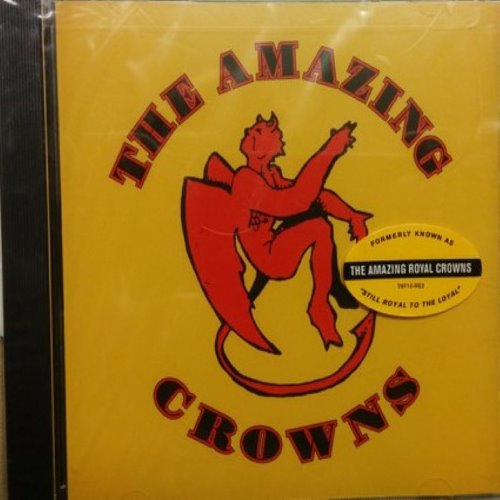 THE AMAZING
CROWNS
FORMERLY KNOWN AS
THE AMAZING ROYAL CROWNS
"STILL ROYAL TO THE LOYAL"